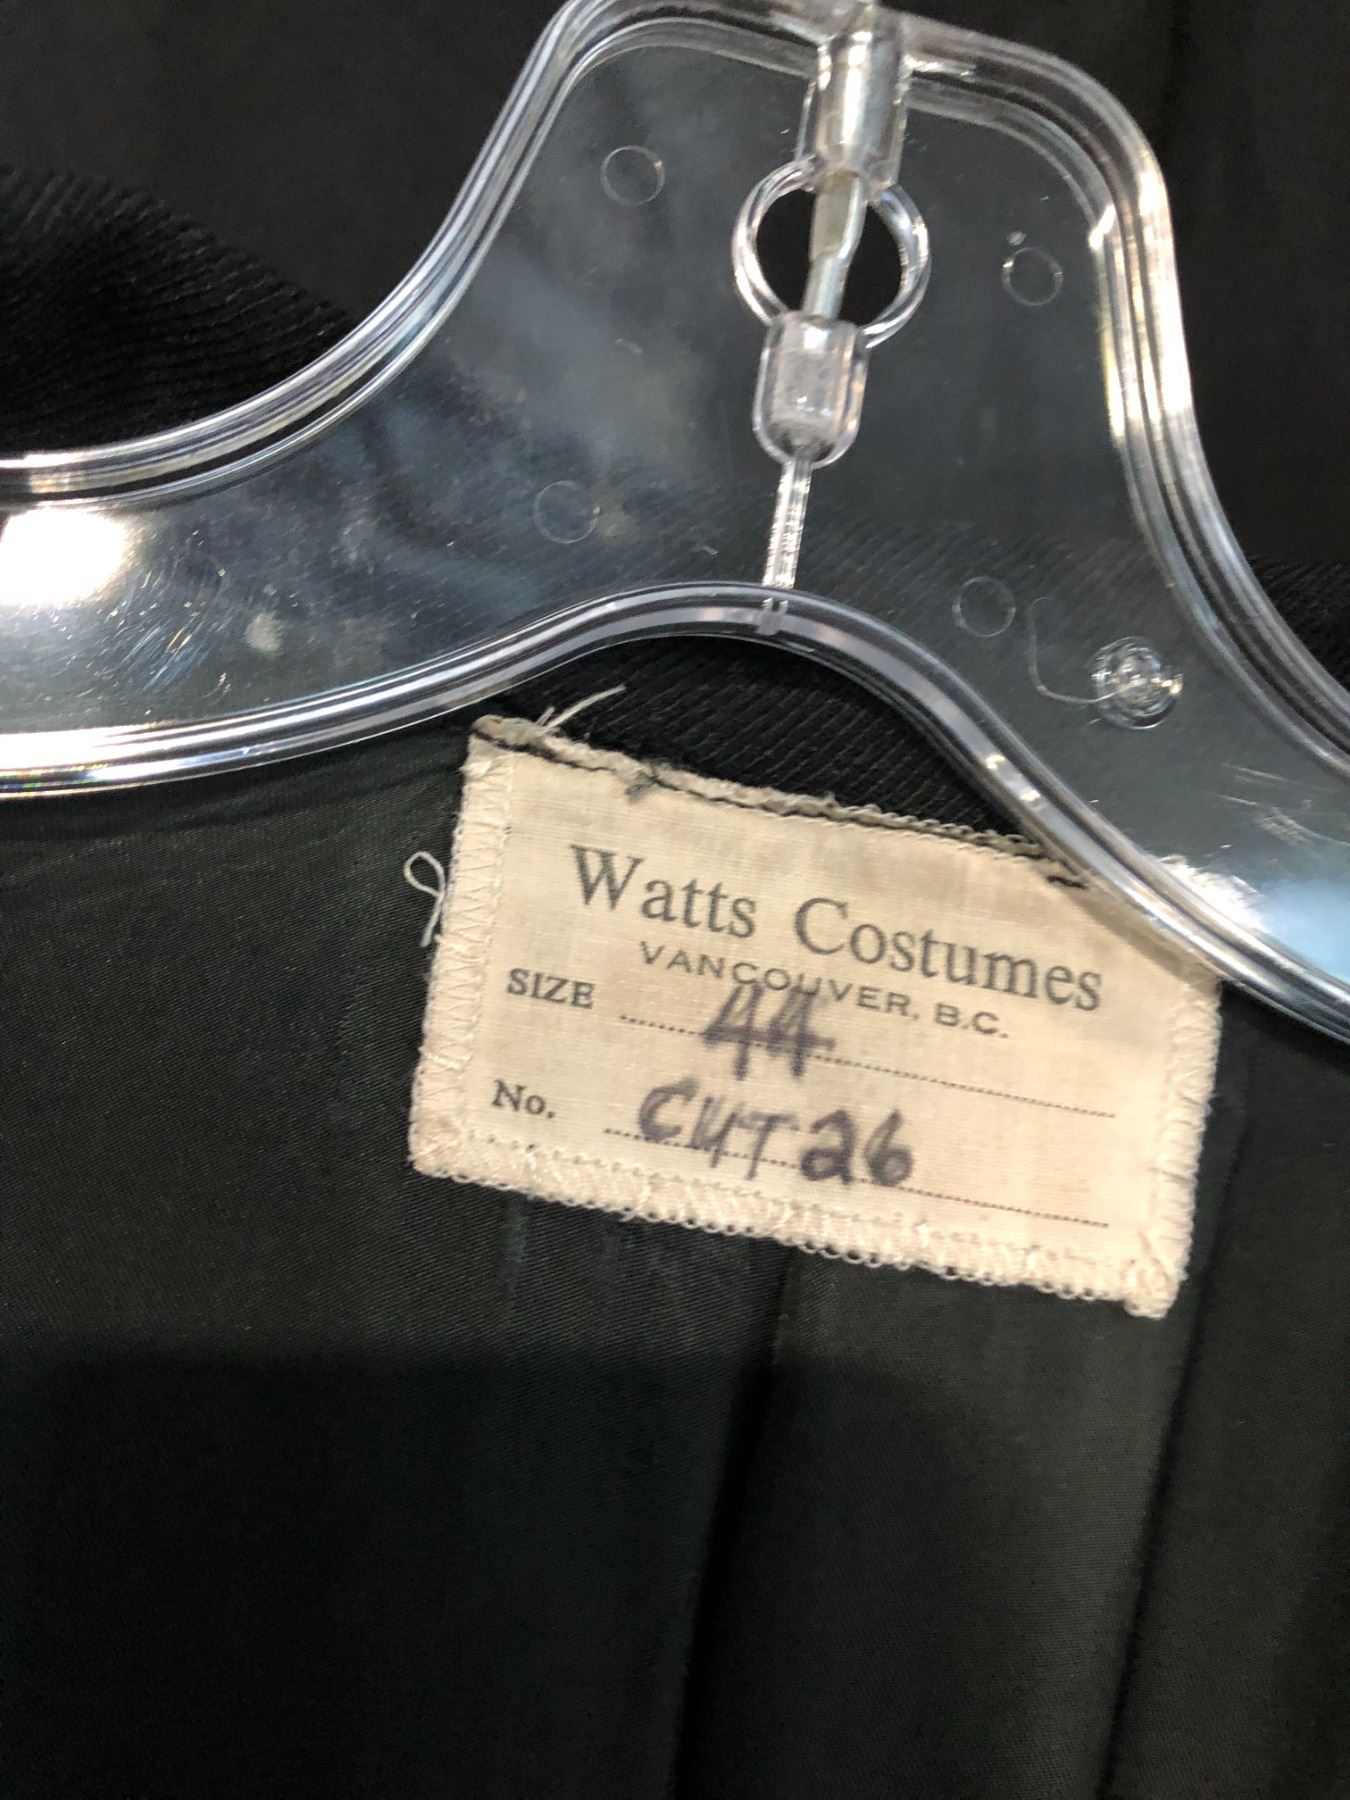 Watts Costumes
VANCOUVER, B.C.
SIZE 44
No. CUT 26